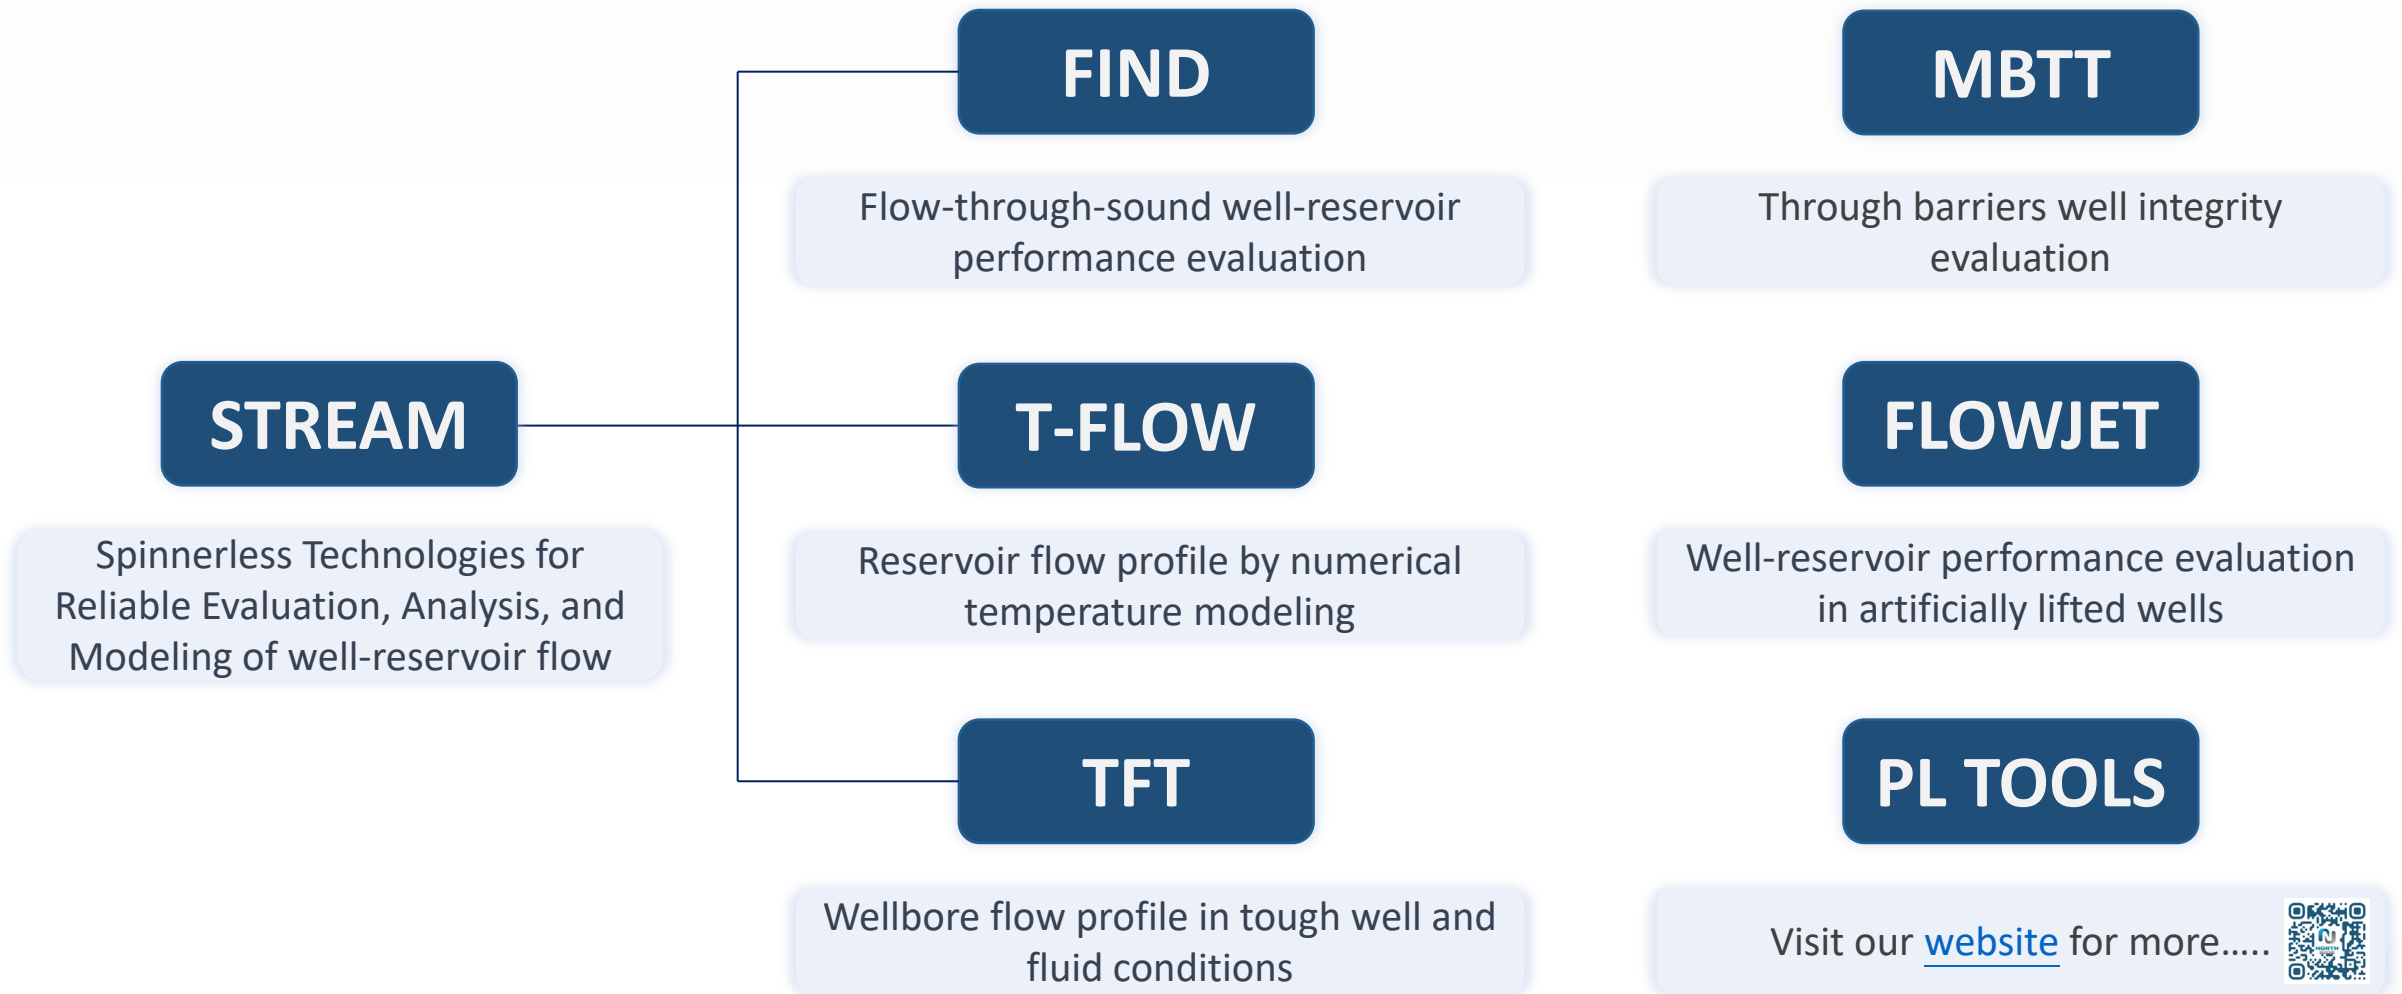 FIND
Flow-through-sound well-reservoir
performance evaluation
MBTT
Through barriers well integrity
evaluation
STREAM
Spinnerless Technologies for
Reliable Evaluation, Analysis, and
Modeling of well-reservoir flow
T-FLOW
Reservoir flow profile by numerical
temperature modeling
FLOWJET
Well-reservoir performance evaluation
in artificially lifted wells
TFT
Wellbore flow profile in tough well and
fluid conditions
PL TOOLS
Visit our website for more.....
NORTH